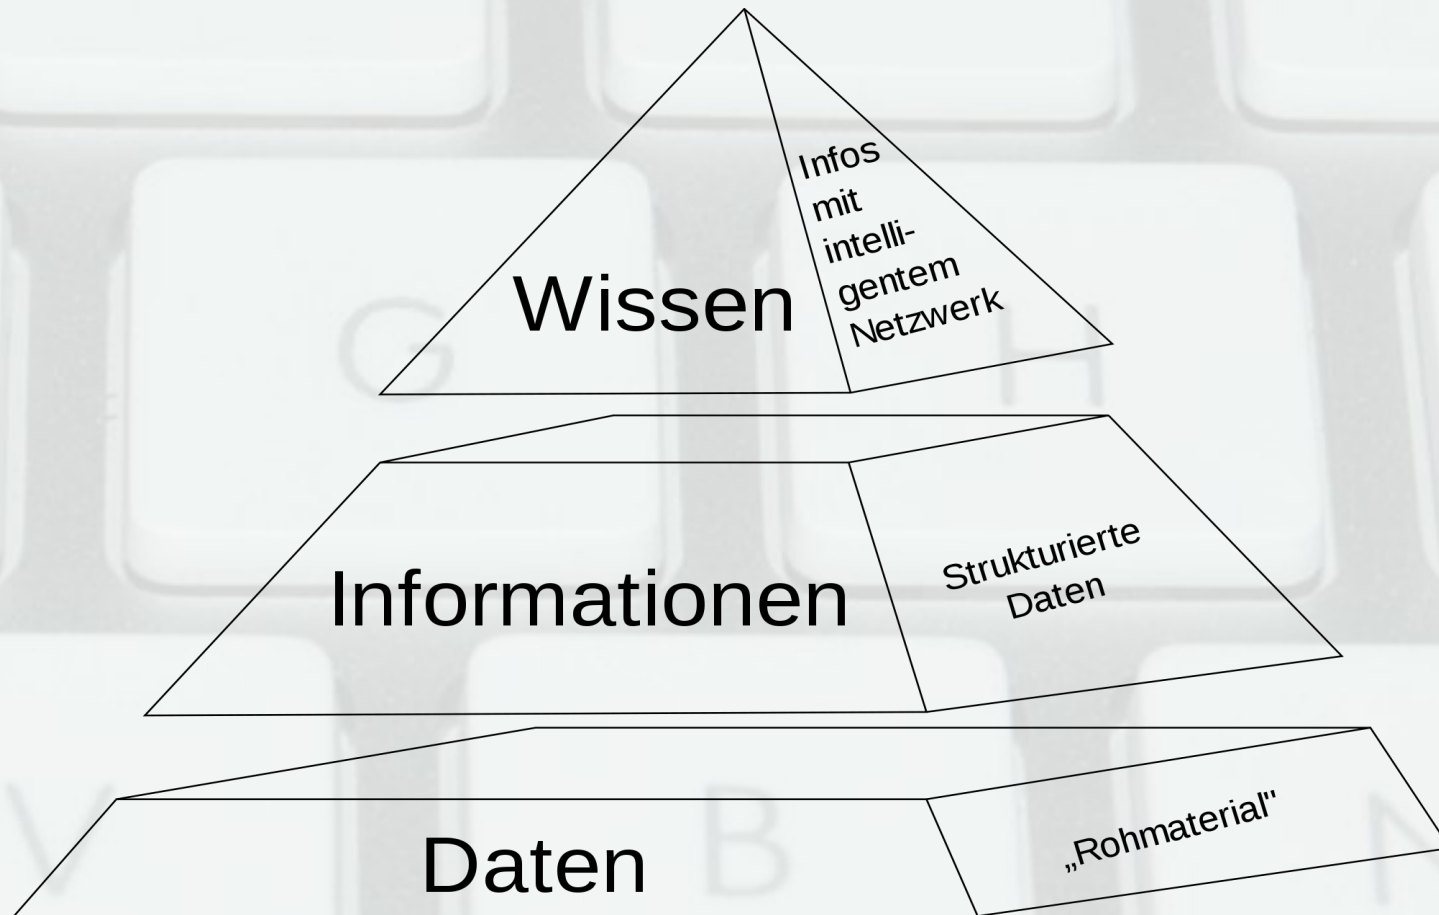 Wissen
Infos
mit
intelli-
gentem
Netzwerk
Informationen
Strukturierte
Daten
Daten
„Rohmaterial"
G
H
V
B
N